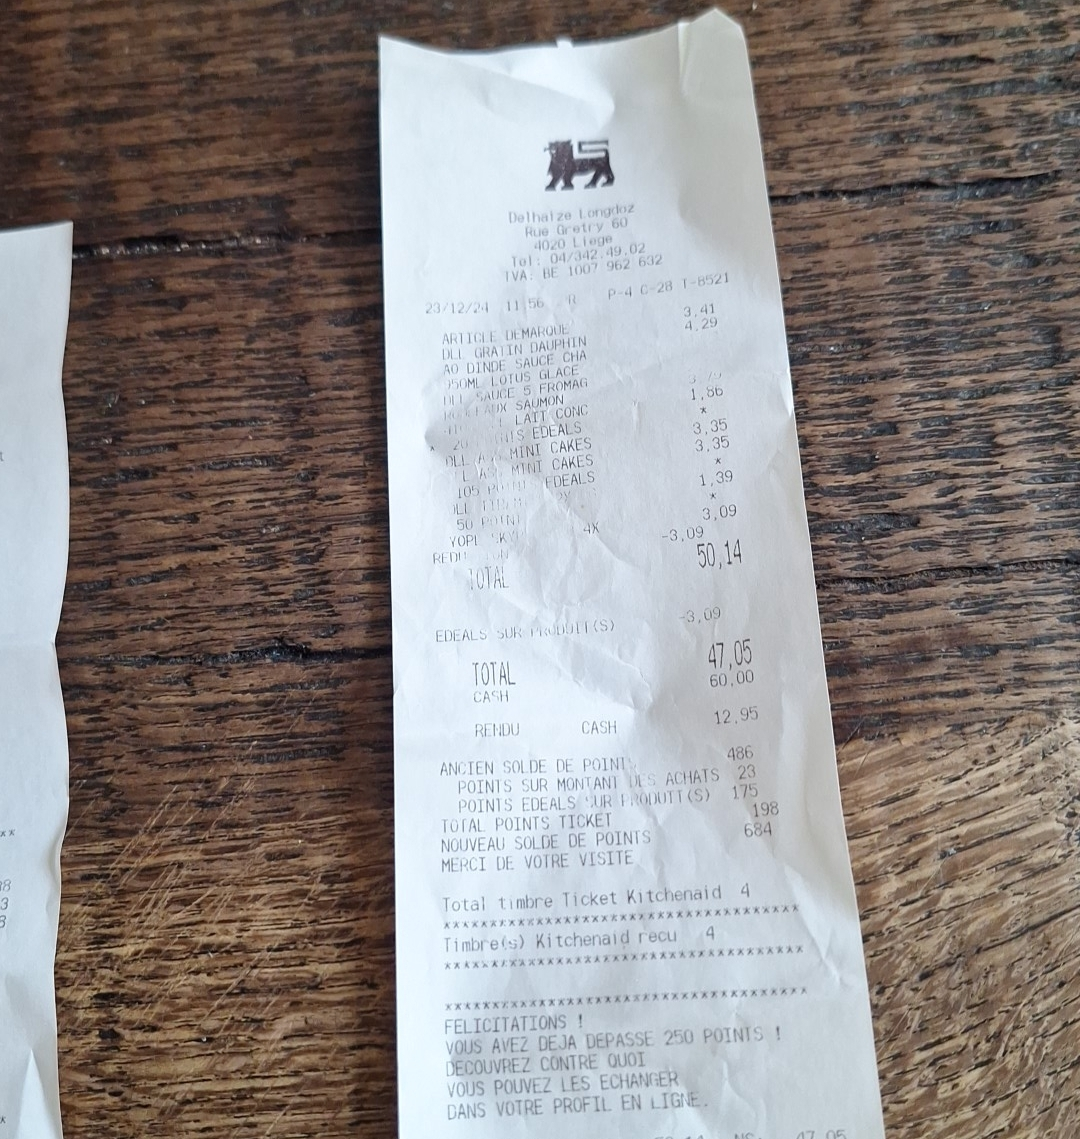 Delhaize Longdoz
Rue Gretry 60
4020 Liege
Tel: 04/342.49.02
TVA: BE 1007 962 632
23/12/24 11:56 R P-4 C-28 T-8521
ARTICLE DEMARQUE 3,41
DLL GRATIN DAUPHIN 4,29
AO DINDE SAUCE CHA
950ML LOTUS GLACE
DLL SAUCE 5 FROMAG
SAUMON 1,86
LAIT CONC *
* EDEALS 3,35
DLL MINI CAKES 3,35
MINI CAKES *
105 EDEALS 1,39
DLL *
50 POINT 3,09
YOPL 4X -3,09
TOTAL 50,14
EDEALS SUR PRODUIT(S) -3,09
TOTAL 47,05
CASH 60,00
RENDU CASH 12,95
ANCIEN SOLDE DE POINT 486
POINTS SUR MONTANT DES ACHATS 23
POINTS EDEALS SUR PRODUIT(S) 175
TOTAL POINTS TICKET 198
NOUVEAU SOLDE DE POINTS 684
MERCI DE VOTRE VISITE
Total timbre Ticket Kitchenaid 4
************************************
Timbre(s) Kitchenaid recu 4
************************************
************************************
FELICITATIONS !
VOUS AVEZ DEJA DEPASSE 250 POINTS !
DECOUVREZ CONTRE QUOI
VOUS POUVEZ LES ECHANGER
DANS VOTRE PROFIL EN LIGNE.
47,05